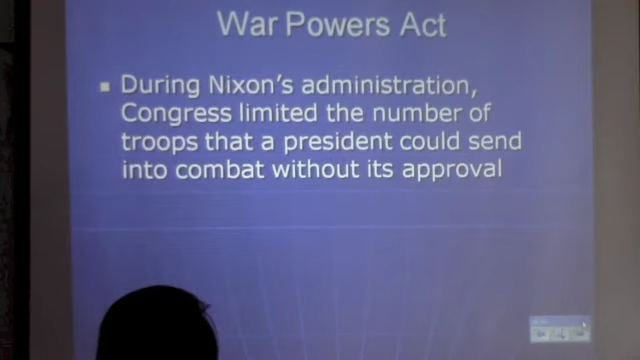 War Powers Act
During Nixon's administration,
Congress limited the number of
troops that a president could send
into combat without its approval